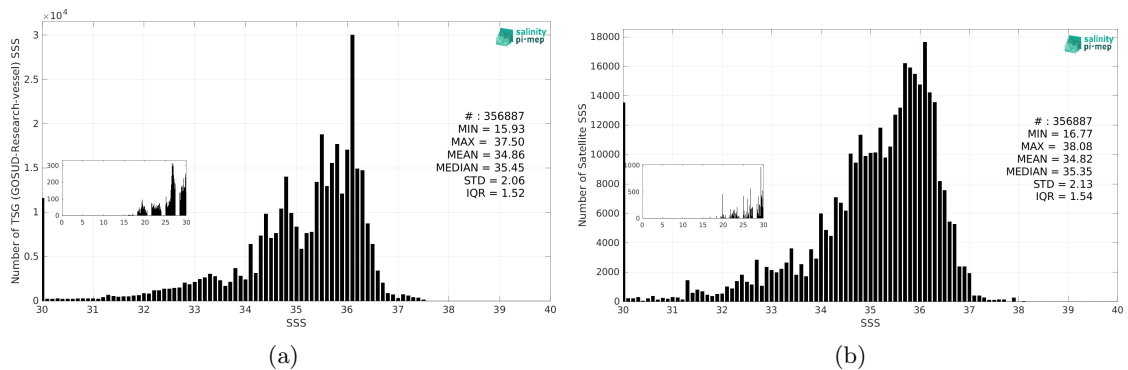 ×10⁴
3
2.5
2
1.5
1
0.5
0
Number of TSG (GOSUD-Research-vessel) SSS
salinity
pi-mep
# : 356887
MIN = 15.93
MAX = 37.50
MEAN = 34.86
MEDIAN = 35.45
STD = 2.06
IQR = 1.52
300
200
100
0
0 5 10 15 20 25 30
30 31 32 33 34 35 36 37 38 39 40
SSS
(a)
18000
16000
14000
12000
10000
8000
6000
4000
2000
0
Number of Satellite SSS
salinity
pi-mep
# : 356887
MIN = 16.77
MAX = 38.08
MEAN = 34.82
MEDIAN = 35.35
STD = 2.13
IQR = 1.54
1000
500
0
0 5 10 15 20 25 30
30 31 32 33 34 35 36 37 38 39 40
SSS
(b)